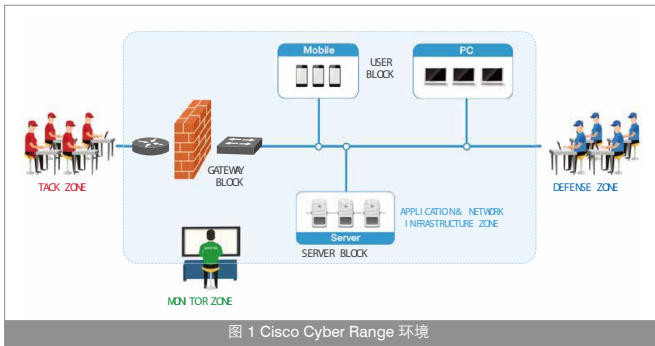 Mobile
USER
BLOCK
PC
GATEWAY
BLOCK
TACK ZONE
DEFENSE ZONE
Server
SERVER BLOCK
APPLICATION & NETWORK
INFRASTRUCTURE ZONE
MONITOR ZONE
图 1 Cisco Cyber Range 环境